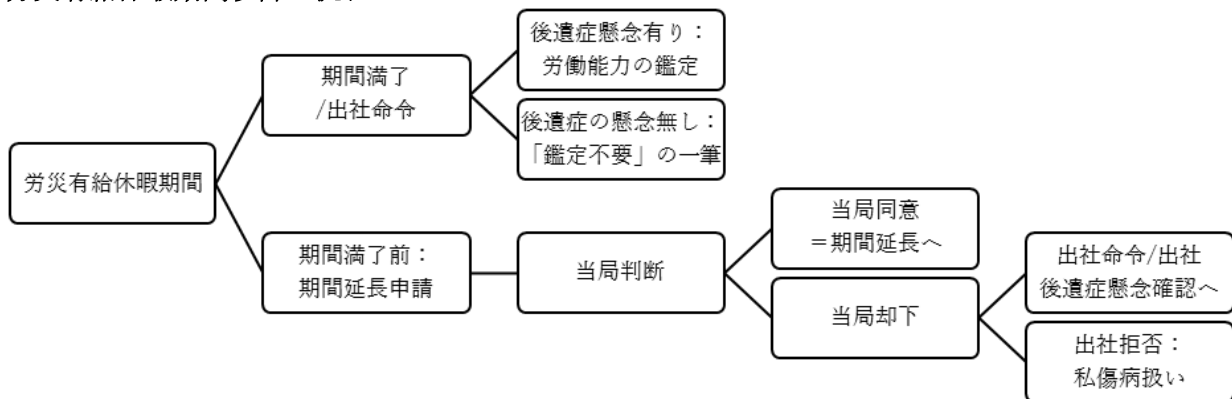 労災有給休暇期間
期間満了
/出社命令
後遺症懸念有り：
労働能力の鑑定
後遺症の懸念無し：
「鑑定不要」の一筆
期間満了前：
期間延長申請
当局判断
当局同意
＝期間延長へ
当局却下
出社命令/出社
後遺症懸念確認へ
出社拒否：
私傷病扱い